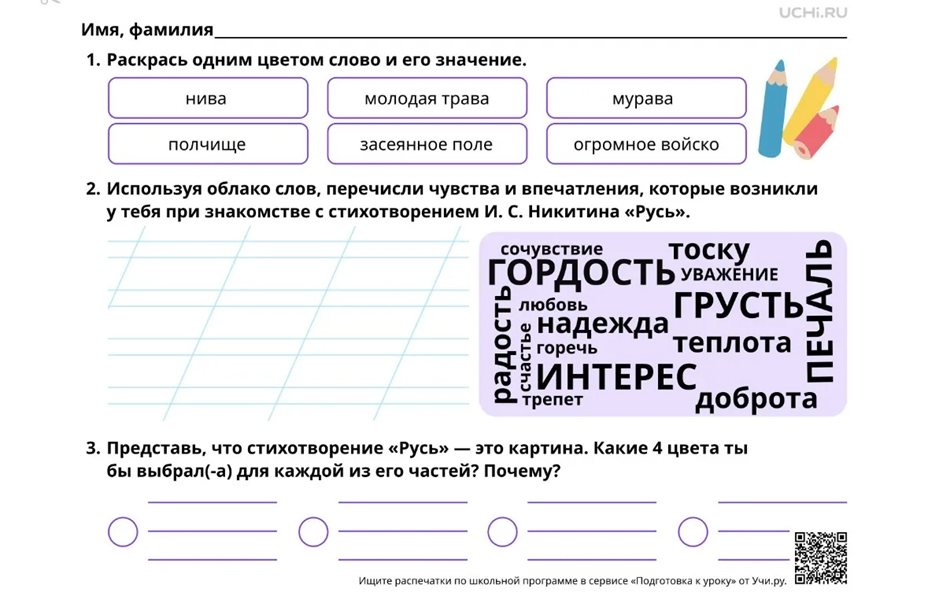 UCHi.RU
Имя, фамилия
1. Раскрась одним цветом слово и его значение.
нива молодая трава мурава
полчище засеянное поле огромное войско
2. Используя облако слов, перечисли чувства и впечатления, которые возникли
у тебя при знакомстве с стихотворением И. С. Никитина «Русь».
сочувствие
тоску
ГОРДОСТЬ
УВАЖЕНИЕ
ПЕЧАЛЬ
радость
любовь
ГРУСТЬ
надежда
счастье
горечь
теплота
ИНТЕРЕС
трепет
доброта
3. Представь, что стихотворение «Русь» — это картина. Какие 4 цвета ты
бы выбрал(-а) для каждой из его частей? Почему?
Ищите распечатки по школьной программе в сервисе «Подготовка к уроку» от Учи.ру.